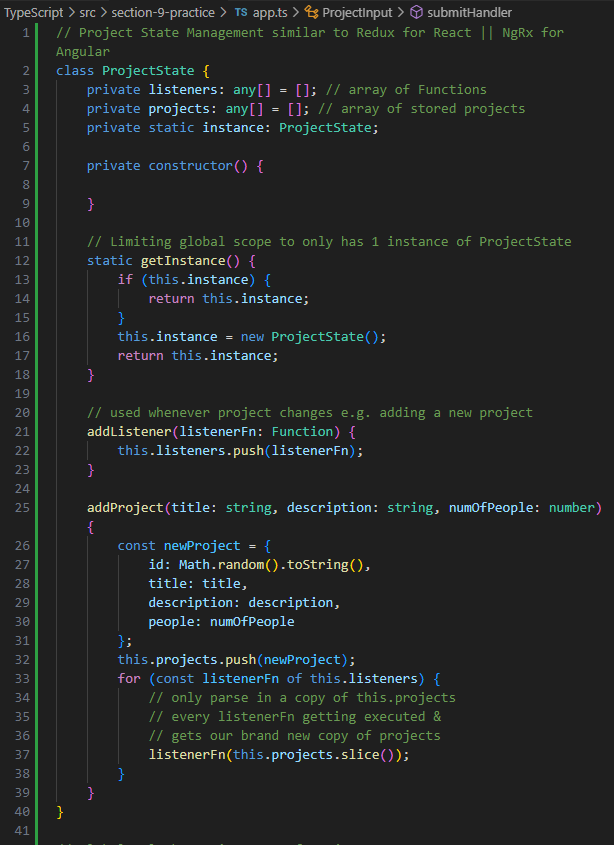 TypeScript > src > section-9-practice > TS app.ts > ProjectInput > submitHandler
1 // Project State Management similar to Redux for React || NgRx for
Angular
2 class ProjectState {
3 private listeners: any[] = []; // array of Functions
4 private projects: any[] = []; // array of stored projects
5 private static instance: ProjectState;
6
7 private constructor() {
8
9 }
10
11 // Limiting global scope to only has 1 instance of ProjectState
12 static getInstance() {
13 if (this.instance) {
14 return this.instance;
15 }
16 this.instance = new ProjectState();
17 return this.instance;
18 }
19
20 // used whenever project changes e.g. adding a new project
21 addListener(listenerFn: Function) {
22 this.listeners.push(listenerFn);
23 }
24
25 addProject(title: string, description: string, numOfPeople: number)
{
26 const newProject = {
27 id: Math.random().toString(),
28 title: title,
29 description: description,
30 people: numOfPeople
31 };
32 this.projects.push(newProject);
33 for (const listenerFn of this.listeners) {
34 // only parse in a copy of this.projects
35 // every listenerFn getting executed &
36 // gets our brand new copy of projects
37 listenerFn(this.projects.slice());
38 }
39 }
40 }
41